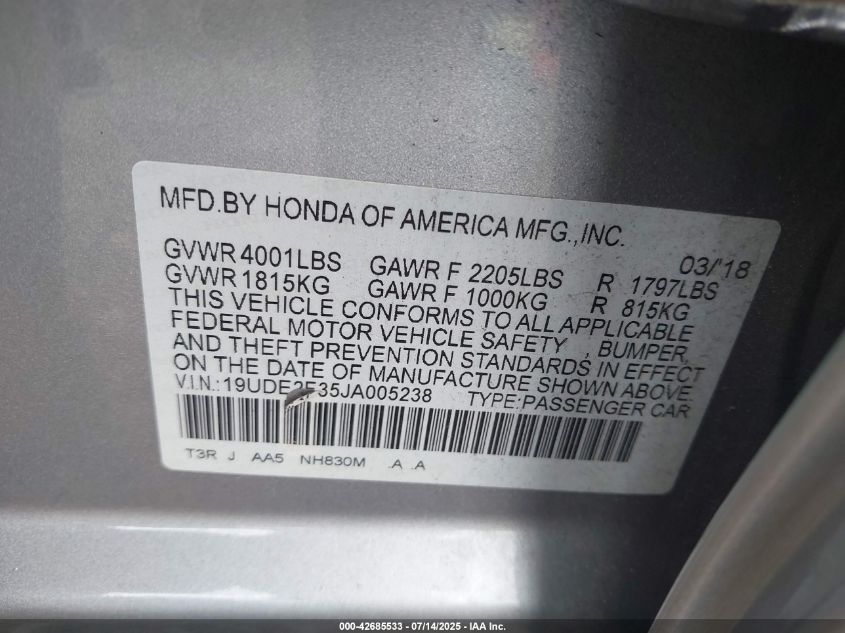 MFD.BY HONDA OF AMERICA MFG.,INC.
03/'18
GVWR 4001LBS GAWR F 2205LBS R 1797LBS
GVWR 1815KG GAWR F 1000KG R 815KG
THIS VEHICLE CONFORMS TO ALL APPLICABLE
FEDERAL MOTOR VEHICLE SAFETY , BUMPER,
AND THEFT PREVENTION STANDARDS IN EFFECT
ON THE DATE OF MANUFACTURE SHOWN ABOVE.
V.I.N.:19UDE2F35JA005238 TYPE:PASSENGER CAR
T3R J AA5 NH830M .A .A
000-42685533 - 07/14/2025 - IAA Inc.